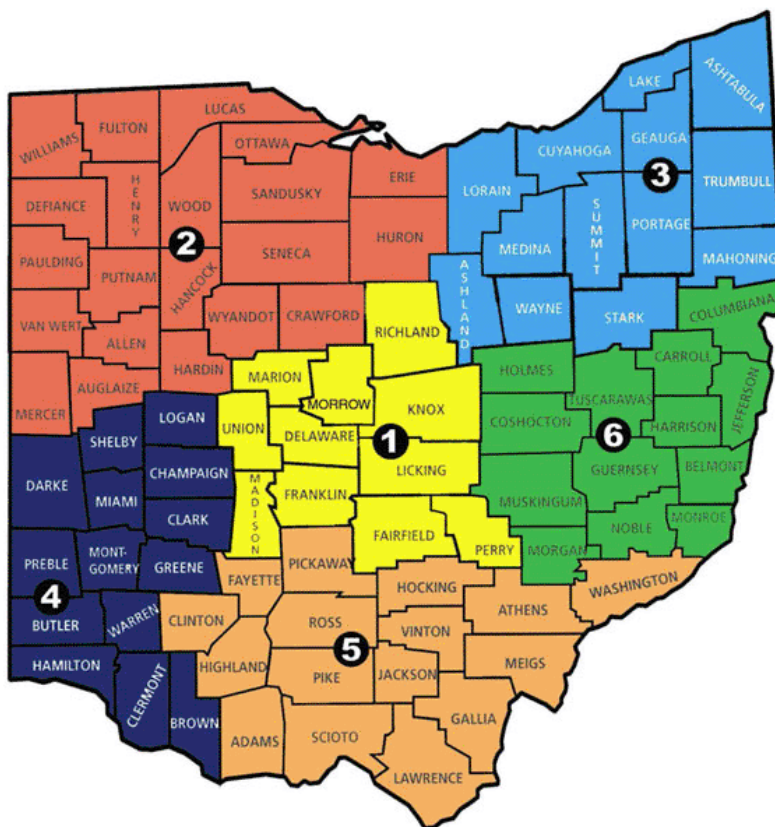 LAKE
ASHTABULA
LUCAS
FULTON
WILLIAMS
OTTAWA
CUYAHOGA
GEAUGA
ERIE
LORAIN
3
TRUMBULL
HENRY
SANDUSKY
DEFIANCE
WOOD
SUMMIT
PORTAGE
HURON
2
MEDINA
SENECA
PAULDING
MAHONING
PUTNAM
HANCOCK
ASHLAND
WAYNE
STARK
COLUMBIANA
WYANDOT
CRAWFORD
RICHLAND
VAN WERT
ALLEN
CARROLL
HOLMES
HARDIN
MARION
AUGLAIZE
TUSCARAWAS
JEFFERSON
MERCER
MORROW
KNOX
LOGAN
COSHOCTON
UNION
DELAWARE
1
6
HARRISON
SHELBY
LICKING
CHAMPAIGN
GUERNSEY
BELMONT
DARKE
MADISON
FRANKLIN
MIAMI
MUSKINGUM
CLARK
NOBLE
MONROE
FAIRFIELD
PERRY
MORGAN
PREBLE
MONT-
GOMERY
GREENE
PICKAWAY
FAYETTE
HOCKING
WASHINGTON
4
ATHENS
WARREN
CLINTON
ROSS
BUTLER
VINTON
5
HAMILTON
HIGHLAND
MEIGS
PIKE
JACKSON
CLERMONT
BROWN
GALLIA
ADAMS
SCIOTO
LAWRENCE